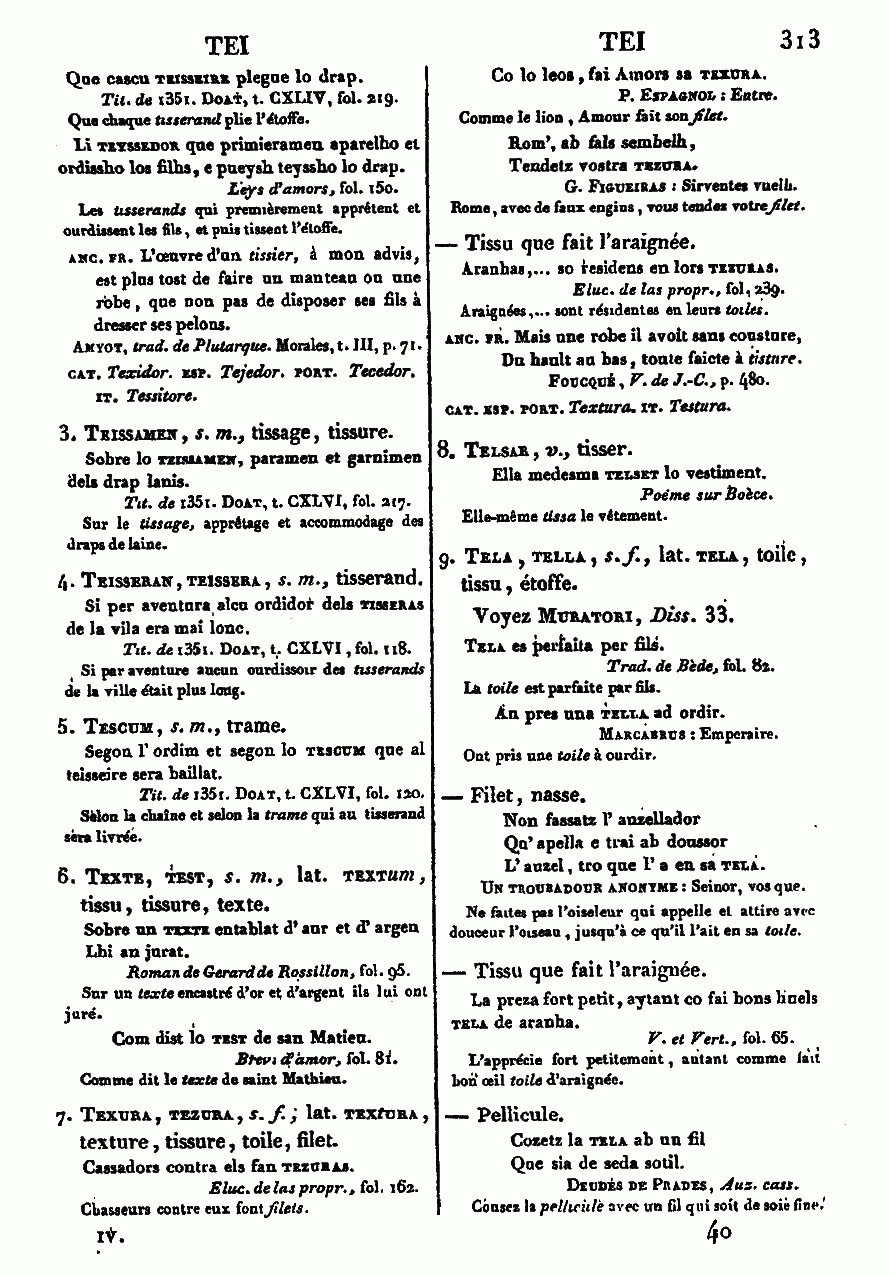 TEI
Que cascu TEISSEIRE plegue lo drap.
Tit. de 1351. DOAT, t. CXLIV, fol. 219.
Que chaque tisserand plie l'étoffe.
Li TEYSSEDOR que primieramen aparelho et
ordissho los filhs, e pueysh teyssho lo drap.
Leys d'amors, fol. 150.
Les tisserands qui premièrement apprêtent et
ourdissent les fils, et puis tissent l'étoffe.
ANC. FR. L'œuvre d'un tissier, à mon advis,
est plus tost de faire un manteau ou une
robe, que non pas de disposer ses fils à
dresser ses pelons.
AMYOT, trad. de Plutarque. Morales, t. III, p. 71.
CAT. Texidor. ESP. Tejedor. PORT. Tecedor.
IT. Tessitore.
3. TEISSAMEN, s. m., tissage, tissure.
Sobre lo TEISSAMEN, paramen et garnimen
dels drap lanis.
Tit. de 1351. DOAT, t. CXLVI, fol. 217.
Sur le tissage, apprêtage et accommodage des
draps de laine.
4. TEISSERAN, TEISSERA, s. m., tisserand.
Si per aventura alcu ordidor dels TISSERAS
de la vila era mai lonc.
Tit. de 1351. DOAT, t. CXLVI, fol. 118.
Si par aventure aucun ourdissoir des tisserands
de la ville était plus long.
5. TESCUM, s. m., trame.
Segon l' ordim et segon lo TESCUM que al
teisseire sera baillat.
Tit. de 1351. DOAT, t. CXLVI, fol. 120.
Selon la chaîne et selon la trame qui au tisserand
sera livrée.
6. TEXTE, TEST, s. m., lat. TEXTum,
tissu, tissure, texte.
Sobre un TEXTE entablat d' aur et d' argen
Lhi an jurat.
Roman de Gerard de Rossillon, fol. 95.
Sur un texte encastré d'or et d'argent ils lui ont
juré.
Com dist lo TEST de san Matieu.
Brev. d'amor, fol. 81.
Comme dit le texte de saint Mathieu.
7. TEXURA, TEZURA, s. f.; lat. TEXtURA,
texture, tissure, toile, filet.
Cassadors contra els fan TEZURAS.
Eluc. de las propr., fol. 162.
Chasseurs contre eux font filets.
IV.
TEI 313
Co lo leos, fai Amors sa TEXURA.
P. ESPAGNOL : Entre.
Comme le lion, Amour fait son filet.
Rom', ab fals sembelh,
Tendetz vostra TEZURA.
G. FIGUEIRAS : Sirventes vuelh.
Rome, avec de faux engins, vous tendes votre filet.
— Tissu que fait l'araignée.
Aranhas,... so residens en lors TEZURAS.
Eluc. de las propr., fol. 239.
Araignées,... sont résidentes en leurs toiles.
ANC. FR. Mais une robe il avoit sans cousture,
Du hault au bas, toute faicte à tisture.
FOUCQUÉ, V. de J.-C., p. 480.
CAT. ESP. PORT. Textura. IT. Testura.
8. TELSAR, v., tisser.
Ella medesma TELSET lo vestiment.
Poéme sur Boèce.
Elle-même tissa le vêtement.
9. TELA, TELLA, s. f., lat. TELA, toile,
tissu, étoffe.
Voyez MURATORI, Diss. 33.
TELA es perfaita per fils.
Trad. de Bède, fol. 82.
La toile est parfaite par fils.
An pres una TELLA ad ordir.
MARCABRUS : Emperaire.
Ont pris une toile à ourdir.
— Filet, nasse.
Non fassatz l' auzellador
Qu' apella e trai ab doussor
L' auzel, tro que l' a en sa TELA.
UN TROUBADOUR ANONYME : Seinor, vos que.
Ne faites pas l'oiseleur qui appelle et attire avec
douceur l'oiseau, jusqu'à ce qu'il l'ait en sa toile.
— Tissu que fait l'araignée.
La preza fort petit, aytant co fai bons huels
TELA de aranha.
V. et Vert., fol. 65.
L'apprécie fort petitement, autant comme fait
bon œil toile d'araignée.
— Pellicule.
Cozetz la TELA ab un fil
Que sia de seda sotil.
DEUDES DE PRADES, Auz. cass.
Cousez la pellicule avec un fil qui soit de soie fine.
40